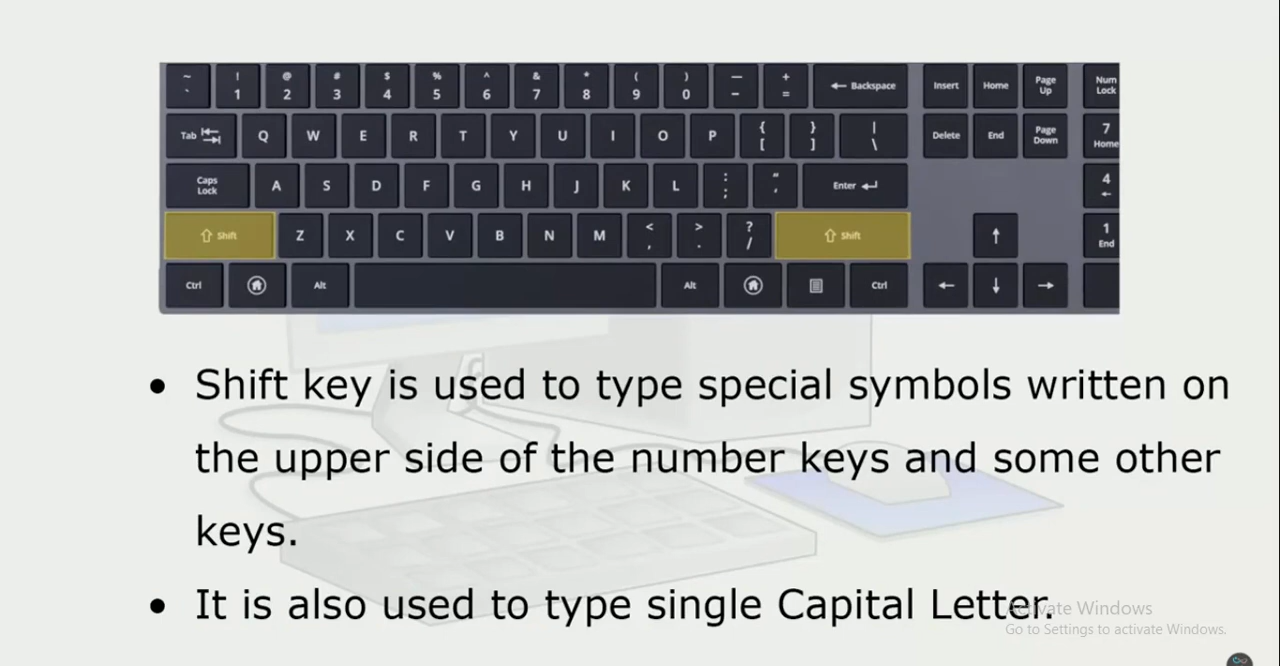 ~ ! @ # $ % ^ & * ( ) — +
` 1 2 3 4 5 6 7 8 9 0 - = ← Backspace Insert Home Page Up Num Lock
Tab Q W E R T Y U I O P { [ } ] | \ Delete End Page Down 7 Home
Caps Lock A S D F G H J K L : ; " ' Enter 4 ←
⇧ Shift Z X C V B N M < , > . ? / ⇧ Shift ↑ 1 End
Ctrl Alt Alt Ctrl ← ↓ →
• Shift key is used to type special symbols written on
the upper side of the number keys and some other
keys.
• It is also used to type single Capital Letter.
Activate Windows
Go to Settings to activate Windows.